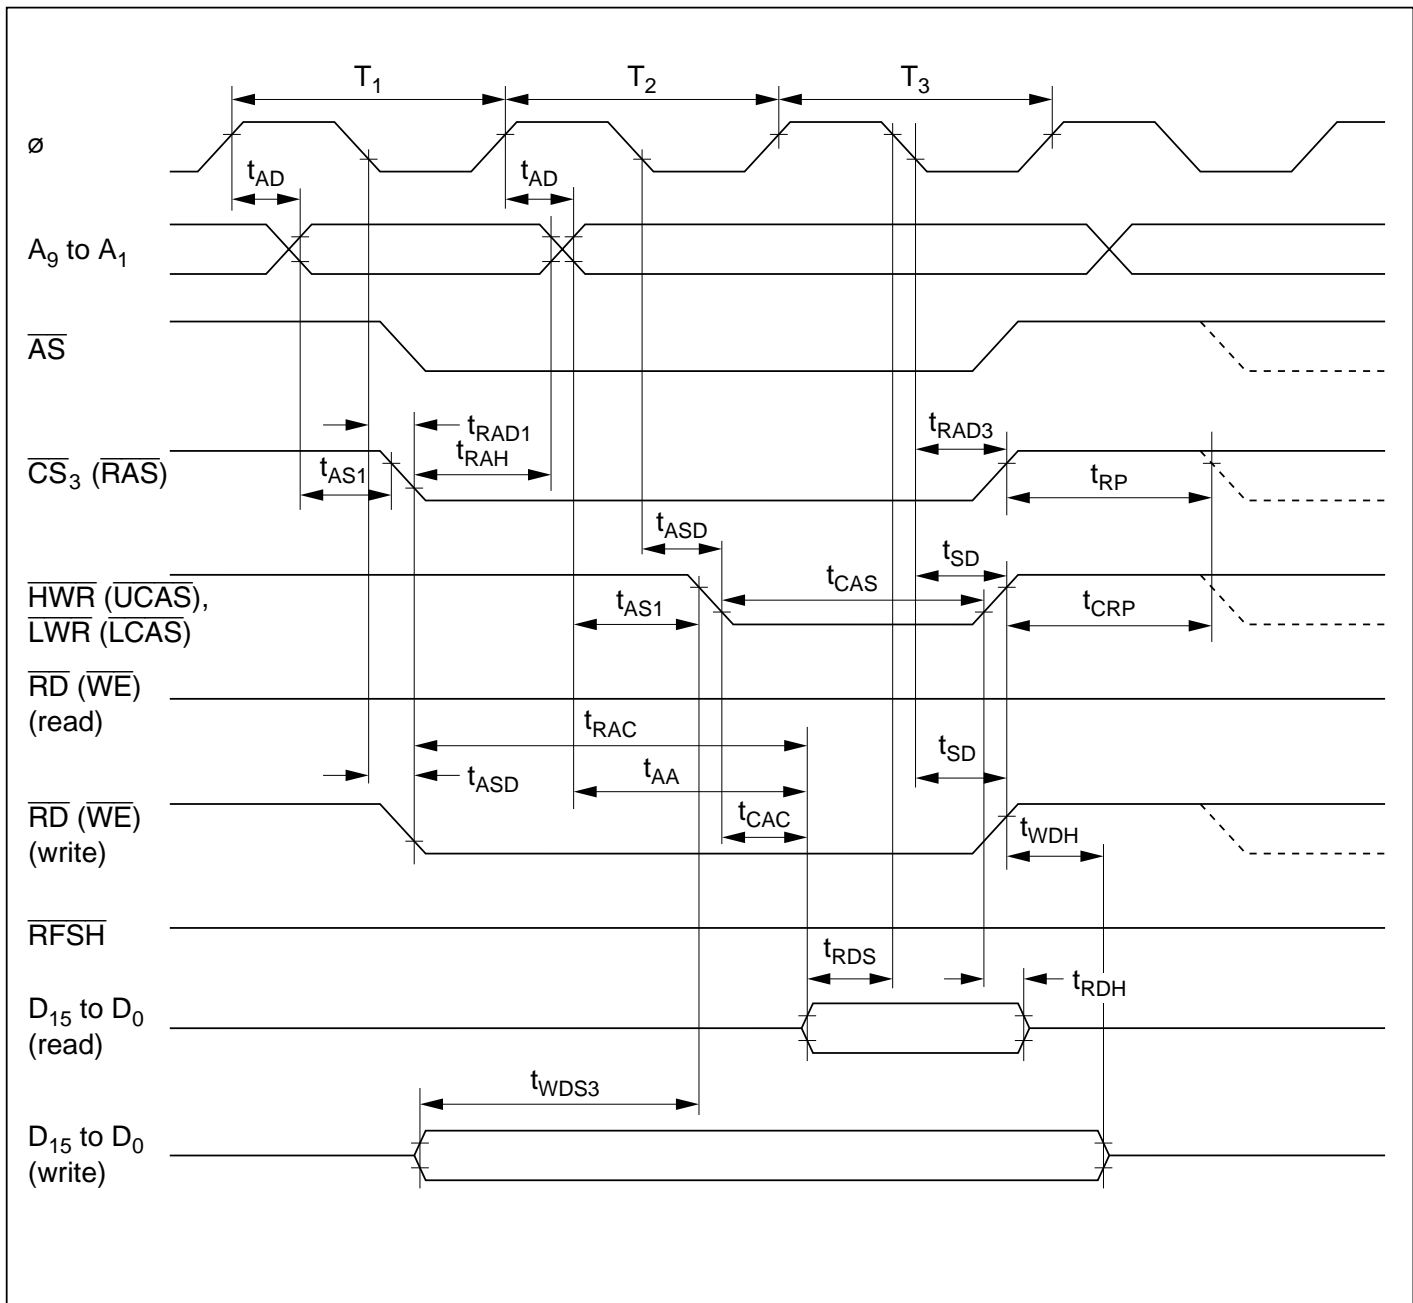 T1 T2 T3
ø
tAD tAD
A9 to A1
AS
tRAD1 tRAD3
CS3 (RAS) tAS1 tRAH tRP
tASD tSD
HWR (UCAS), tCAS
LWR (LCAS) tAS1 tCRP
RD (WE)
(read)
tRAC tSD
tASD tAA
RD (WE) tCAC
(write) tWDH
RFSH
tRDS tRDH
D15 to D0
(read)
tWDS3
D15 to D0
(write)